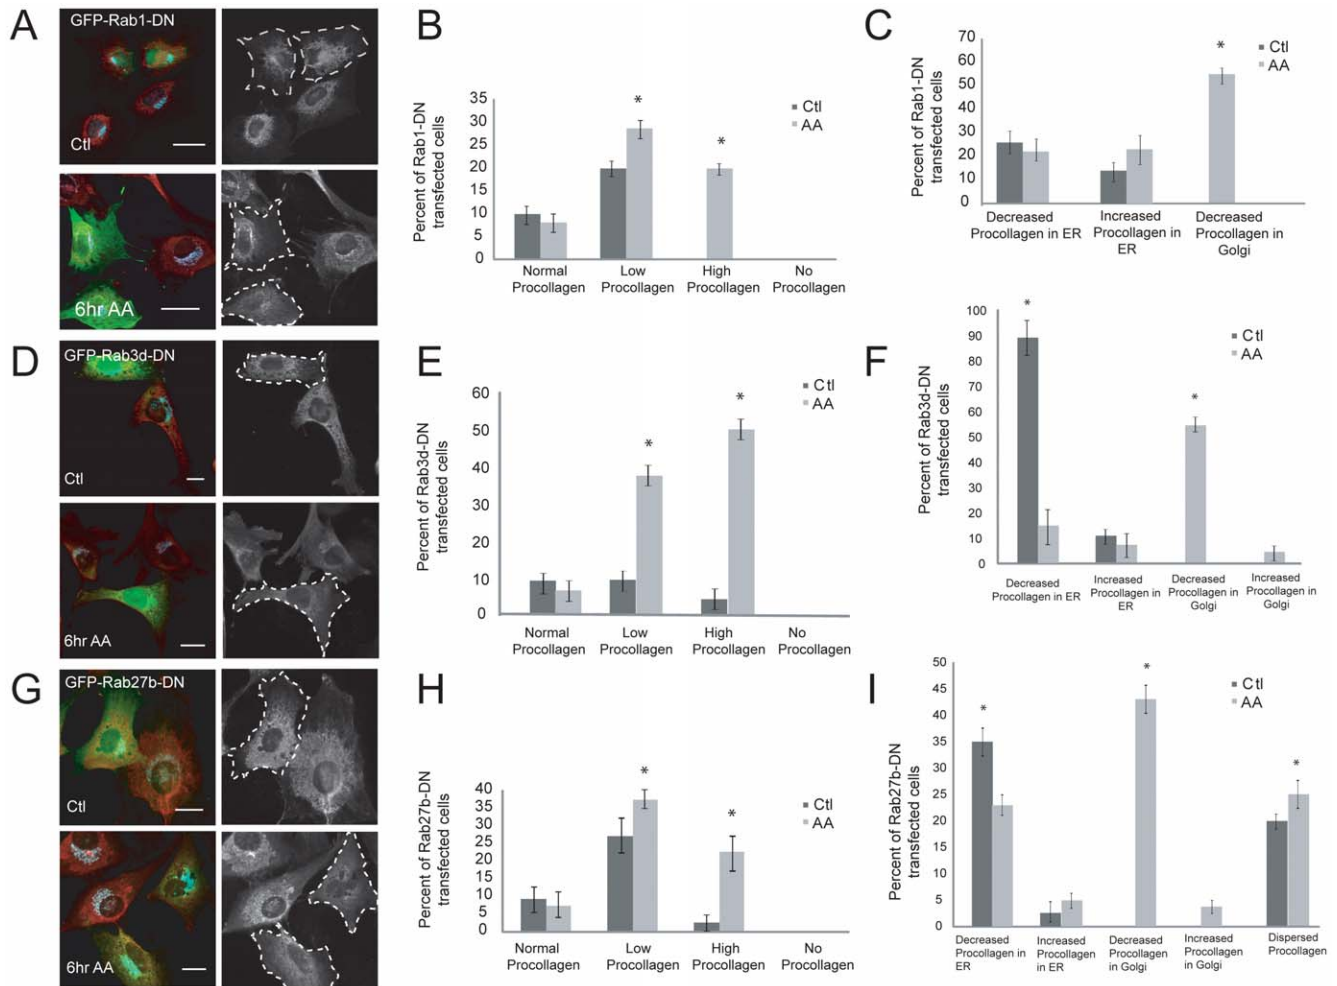 A
GFP-Rab1-DN
Ctl
6hr AA
B
Percent of Rab1-DN
transfected cells
35
30
25
20
15
10
5
0
*
*
Ctl
AA
Normal
Procollagen
Low
Procollagen
High
Procollagen
No
Procollagen
C
Percent of Rab1-DN
transfected cells
70
60
50
40
30
20
10
0
*
Ctl
AA
Decreased
Procollagen in ER
Increased
Procollagen in
ER
Decreased
Procollagen in
Golgi
D
GFP-Rab3d-DN
Ctl
6hr AA
E
Percent of Rab3d-DN
transfected cells
60
50
40
30
20
10
0
*
*
Ctl
AA
Normal
Procollagen
Low
Procollagen
High
Procollagen
No
Procollagen
F
Percent of Rab3d-DN
transfected cells
100
90
80
70
60
50
40
30
20
10
0
*
*
Ctl
AA
Decreased
Procollagen in ER
Increased
Procollagen in
ER
Decreased
Procollagen in
Golgi
Increased
Procollagen in
Golgi
G
GFP-Rab27b-DN
Ctl
6hr AA
H
Percent of Rab27b-DN
transfected cells
40
35
30
25
20
15
10
5
0
*
*
Ctl
AA
Normal
Procollagen
Low
Procollagen
High
Procollagen
No
Procollagen
I
Percent of Rab27b-DN
transfected cells
50
45
40
35
30
25
20
15
10
5
0
*
*
*
Ctl
AA
Decreased
Procollagen in
ER
Increased
Procollagen
in ER
Decreased
Procollagen
in Golgi
Increased
Procollagen in
Golgi
Dispersed
Procollagen